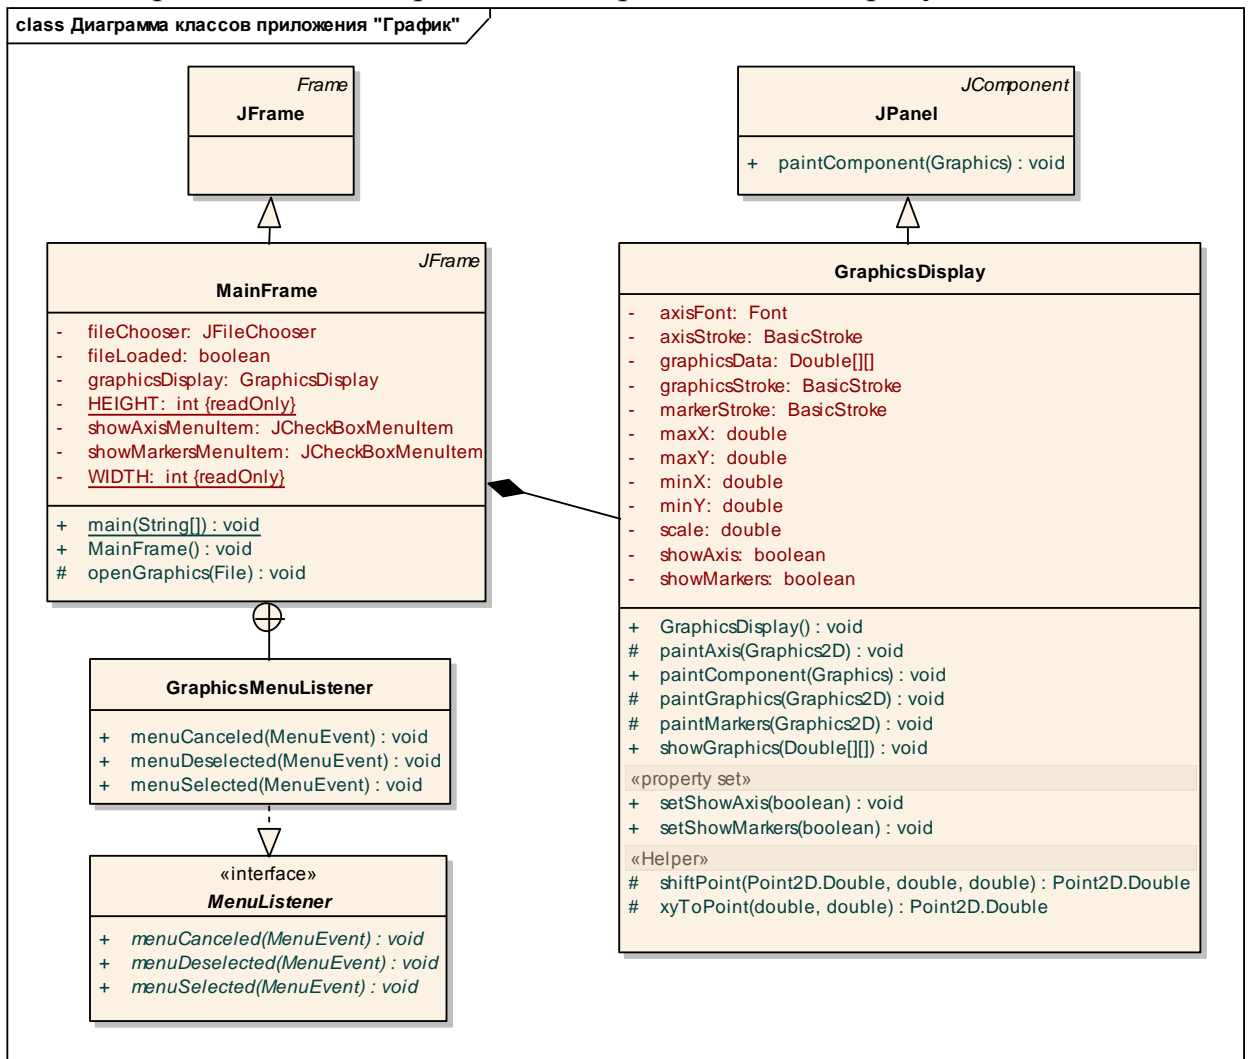 class Диаграмма классов приложения "График"
Frame
JFrame
JComponent
JPanel
+ paintComponent(Graphics) : void
JFrame
MainFrame
- fileChooser: JFileChooser
- fileLoaded: boolean
- graphicsDisplay: GraphicsDisplay
- HEIGHT: int {readOnly}
- showAxisMenuItem: JCheckBoxMenuItem
- showMarkersMenuItem: JCheckBoxMenuItem
- WIDTH: int {readOnly}
+ main(String[]) : void
+ MainFrame() : void
# openGraphics(File) : void
GraphicsDisplay
- axisFont: Font
- axisStroke: BasicStroke
- graphicsData: Double[][]
- graphicsStroke: BasicStroke
- markerStroke: BasicStroke
- maxX: double
- maxY: double
- minX: double
- minY: double
- scale: double
- showAxis: boolean
- showMarkers: boolean
+ GraphicsDisplay() : void
# paintAxis(Graphics2D) : void
+ paintComponent(Graphics) : void
# paintGraphics(Graphics2D) : void
# paintMarkers(Graphics2D) : void
+ showGraphics(Double[][]) : void
«property set»
+ setShowAxis(boolean) : void
+ setShowMarkers(boolean) : void
«Helper»
# shiftPoint(Point2D.Double, double, double) : Point2D.Double
# xyToPoint(double, double) : Point2D.Double
GraphicsMenuListener
+ menuCanceled(MenuEvent) : void
+ menuDeselected(MenuEvent) : void
+ menuSelected(MenuEvent) : void
«interface»
MenuListener
+ menuCanceled(MenuEvent) : void
+ menuDeselected(MenuEvent) : void
+ menuSelected(MenuEvent) : void